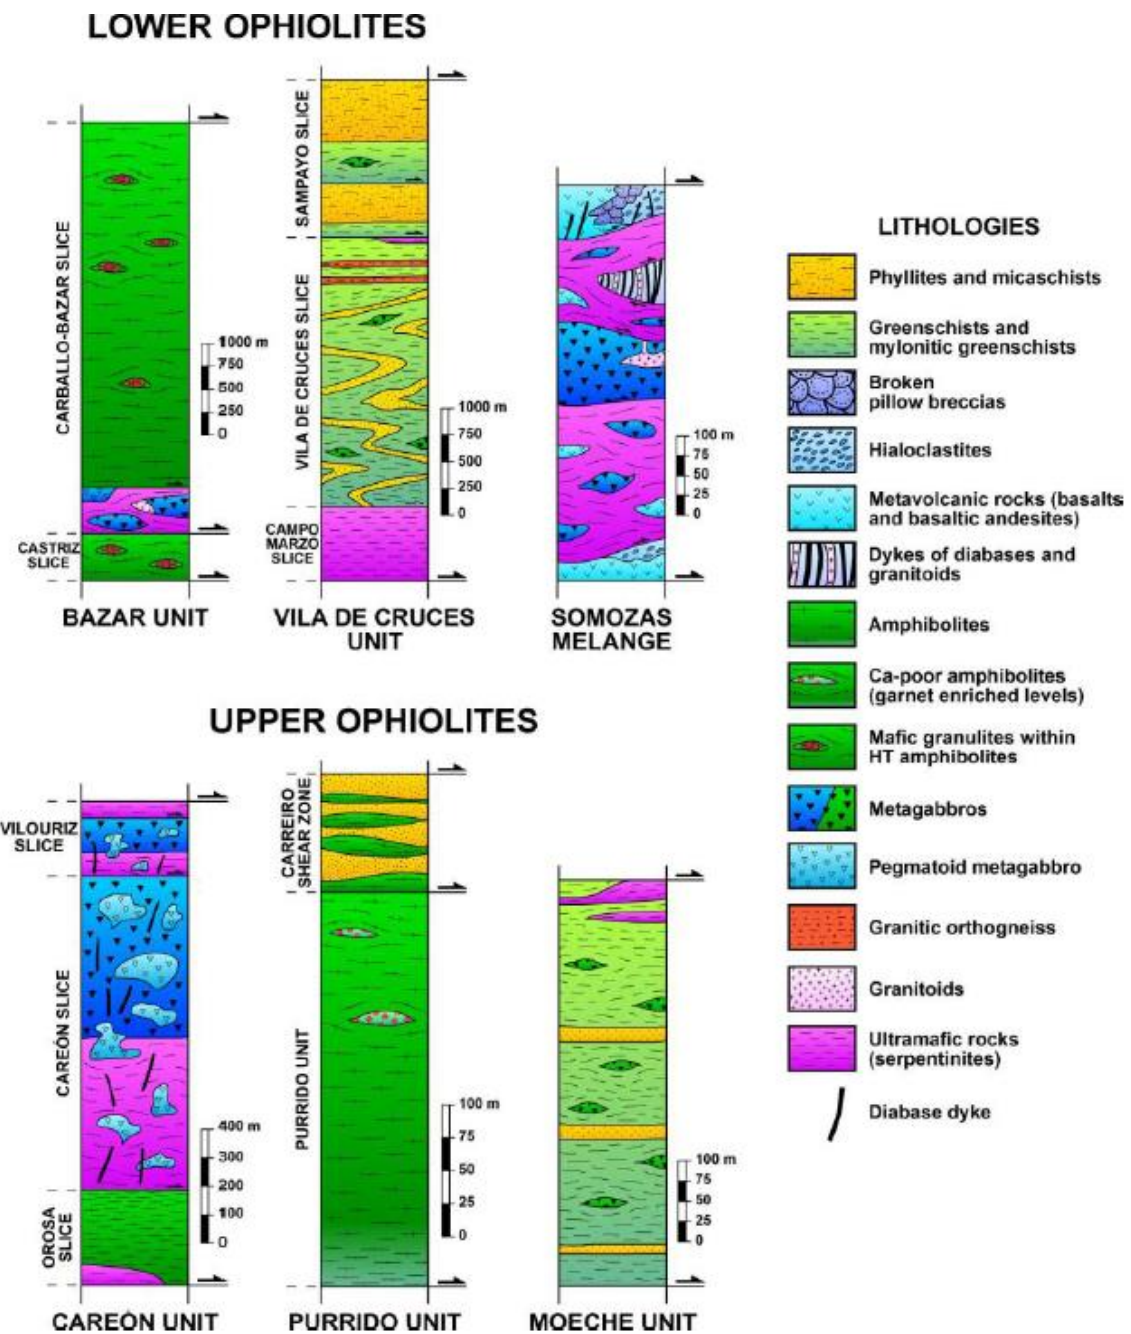 LOWER OPHIOLITES
CARBALLO-BAZAR SLICE
CASTRIZ
SLICE
1000 m
750
500
250
0
BAZAR UNIT
SAMPAYO SLICE
VILA DE CRUCES SLICE
CAMPO
MARZO
SLICE
1000 m
750
500
250
0
VILA DE CRUCES
UNIT
100 m
75
50
25
0
SOMOZAS
MELANGE
UPPER OPHIOLITES
VILOURIZ
SLICE
CAREÓN SLICE
OROSA
SLICE
400 m
300
200
100
0
CAREÓN UNIT
CARREIRO
SHEAR ZONE
PURRIDO UNIT
100 m
75
50
25
0
PURRIDO UNIT
100 m
75
50
25
0
MOECHE UNIT
LITHOLOGIES
Phyllites and micaschists
Greenschists and
mylonitic greenschists
Broken
pillow breccias
Hialoclastites
Metavolcanic rocks (basalts
and basaltic andesites)
Dykes of diabases and
granitoids
Amphibolites
Ca-poor amphibolites
(garnet enriched levels)
Mafic granulites within
HT amphibolites
Metagabbros
Pegmatoid metagabbro
Granitic orthogneiss
Granitoids
Ultramafic rocks
(serpentinites)
Diabase dyke